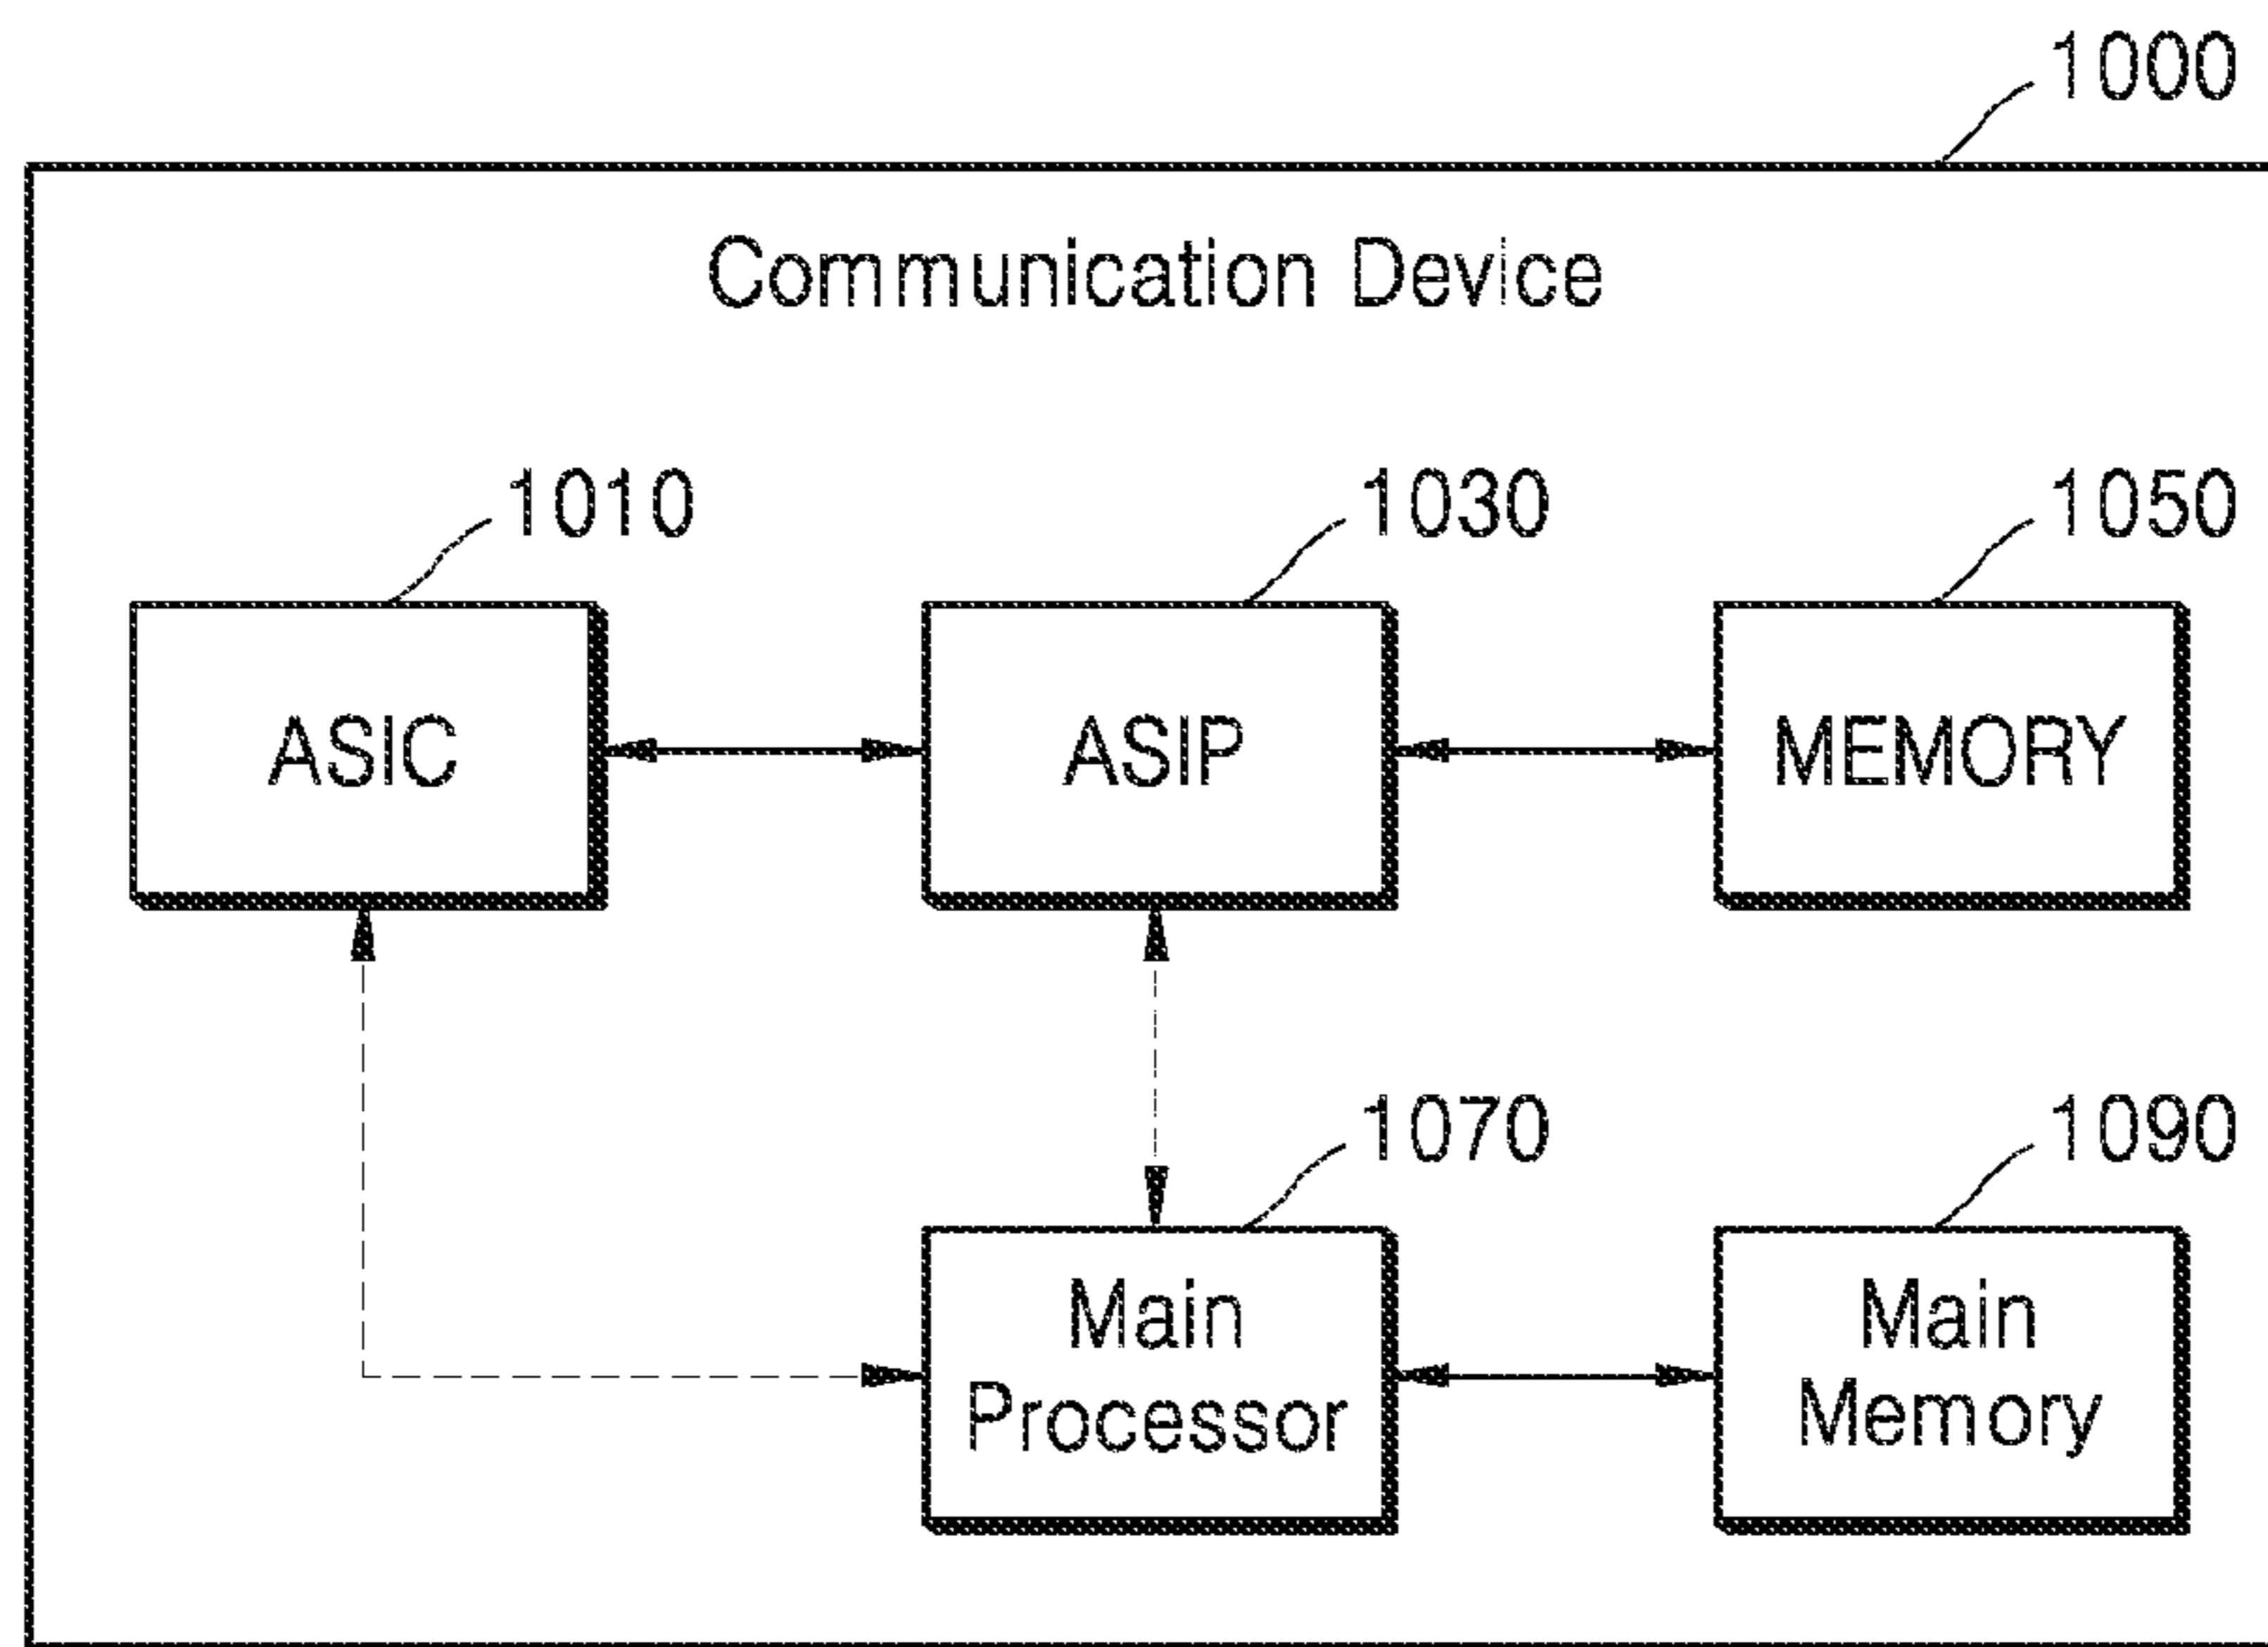 1000
Communication Device
1010
1030
1050
ASIC
ASIP
MEMORY
1070
1090
Main
Processor
Main
Memory